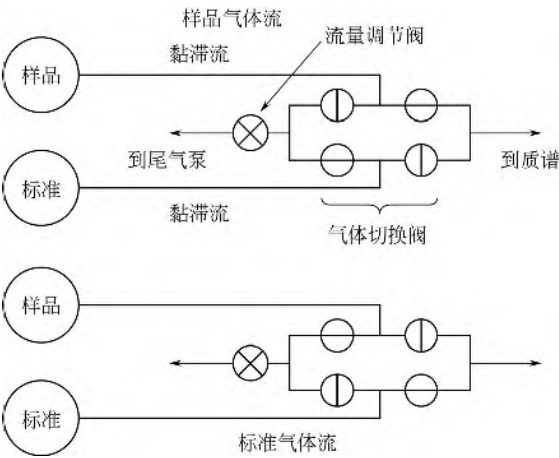 样品气体流
流量调节阀
黏滞流
样品
到尾气泵
到质谱
标准
黏滞流
气体切换阀
样品
标准
标准气体流